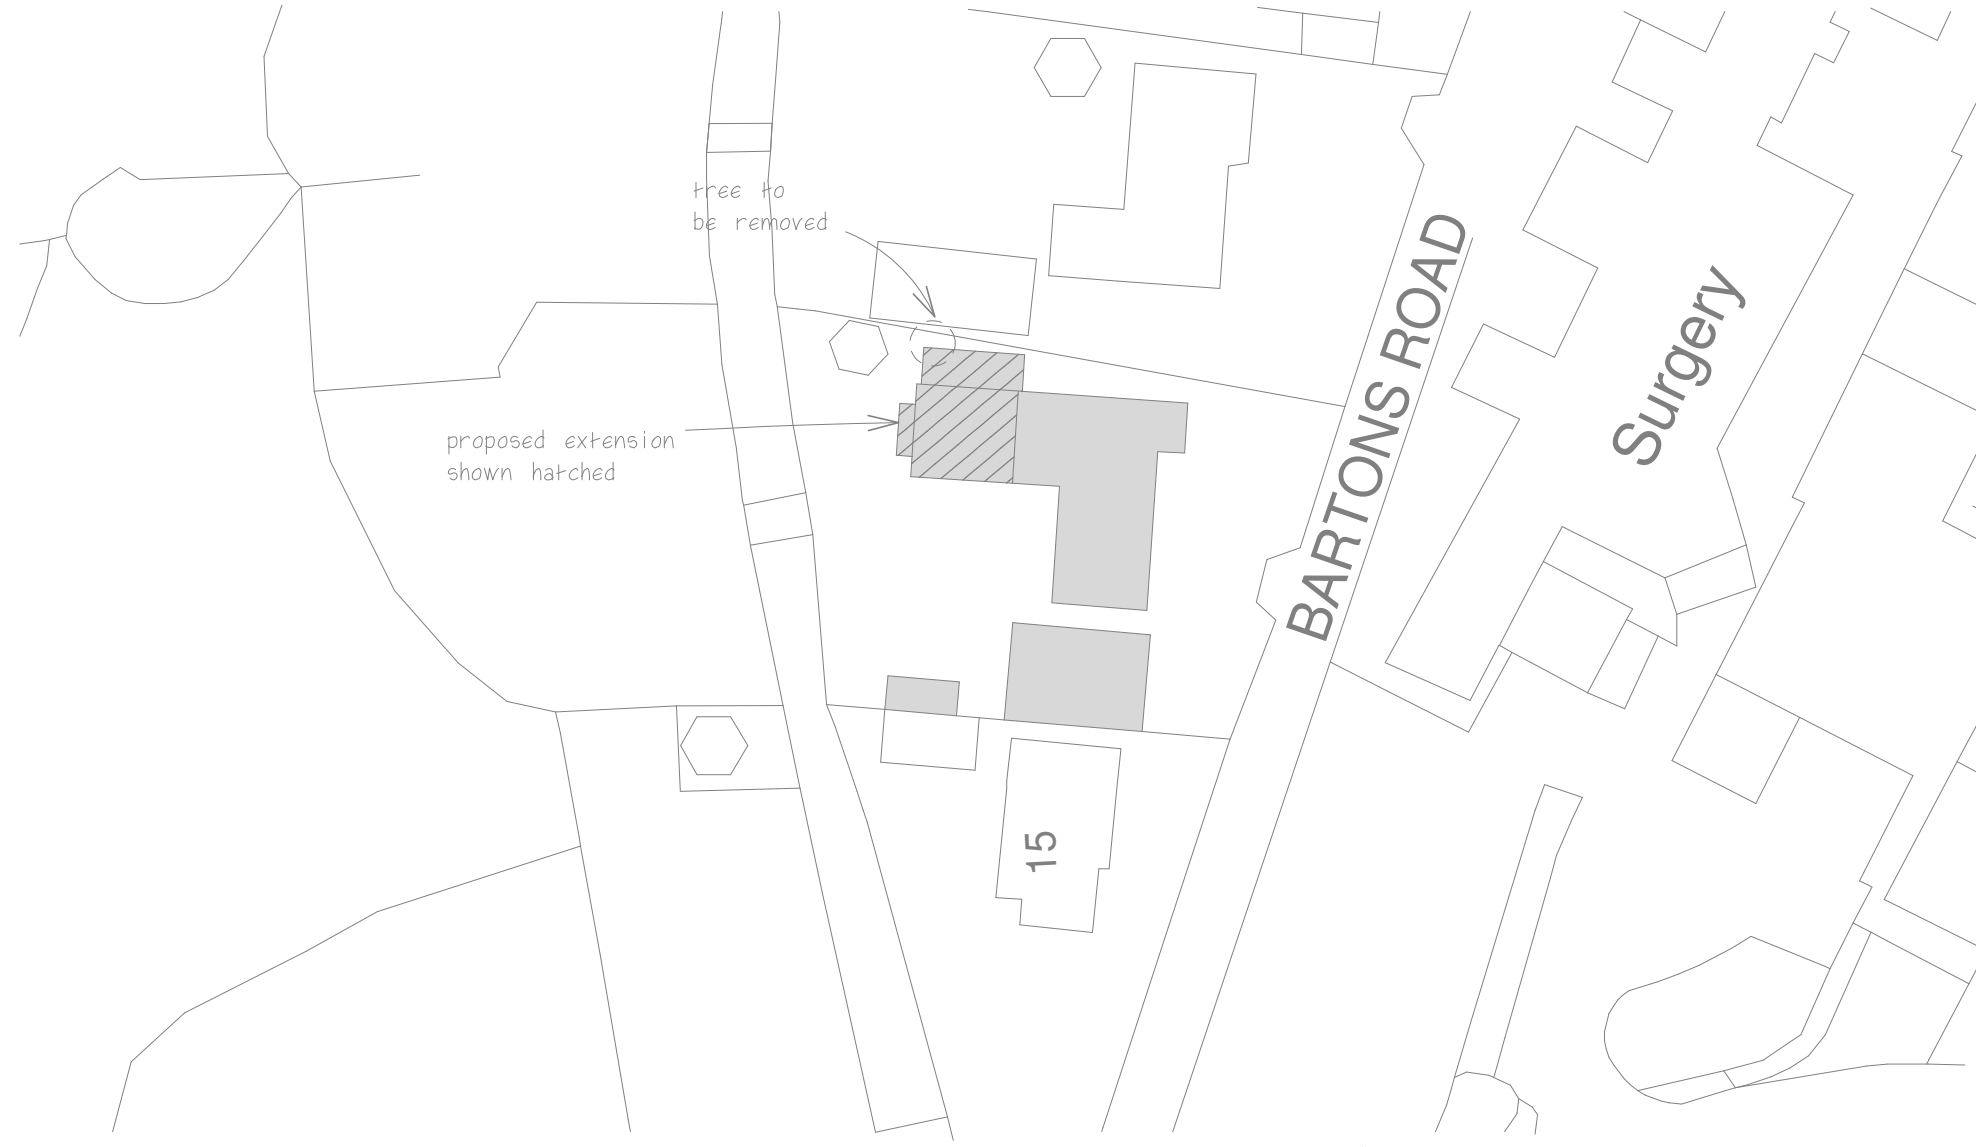 tree to
be removed
BARTONS ROAD
Surgery
proposed extension
shown hatched
15